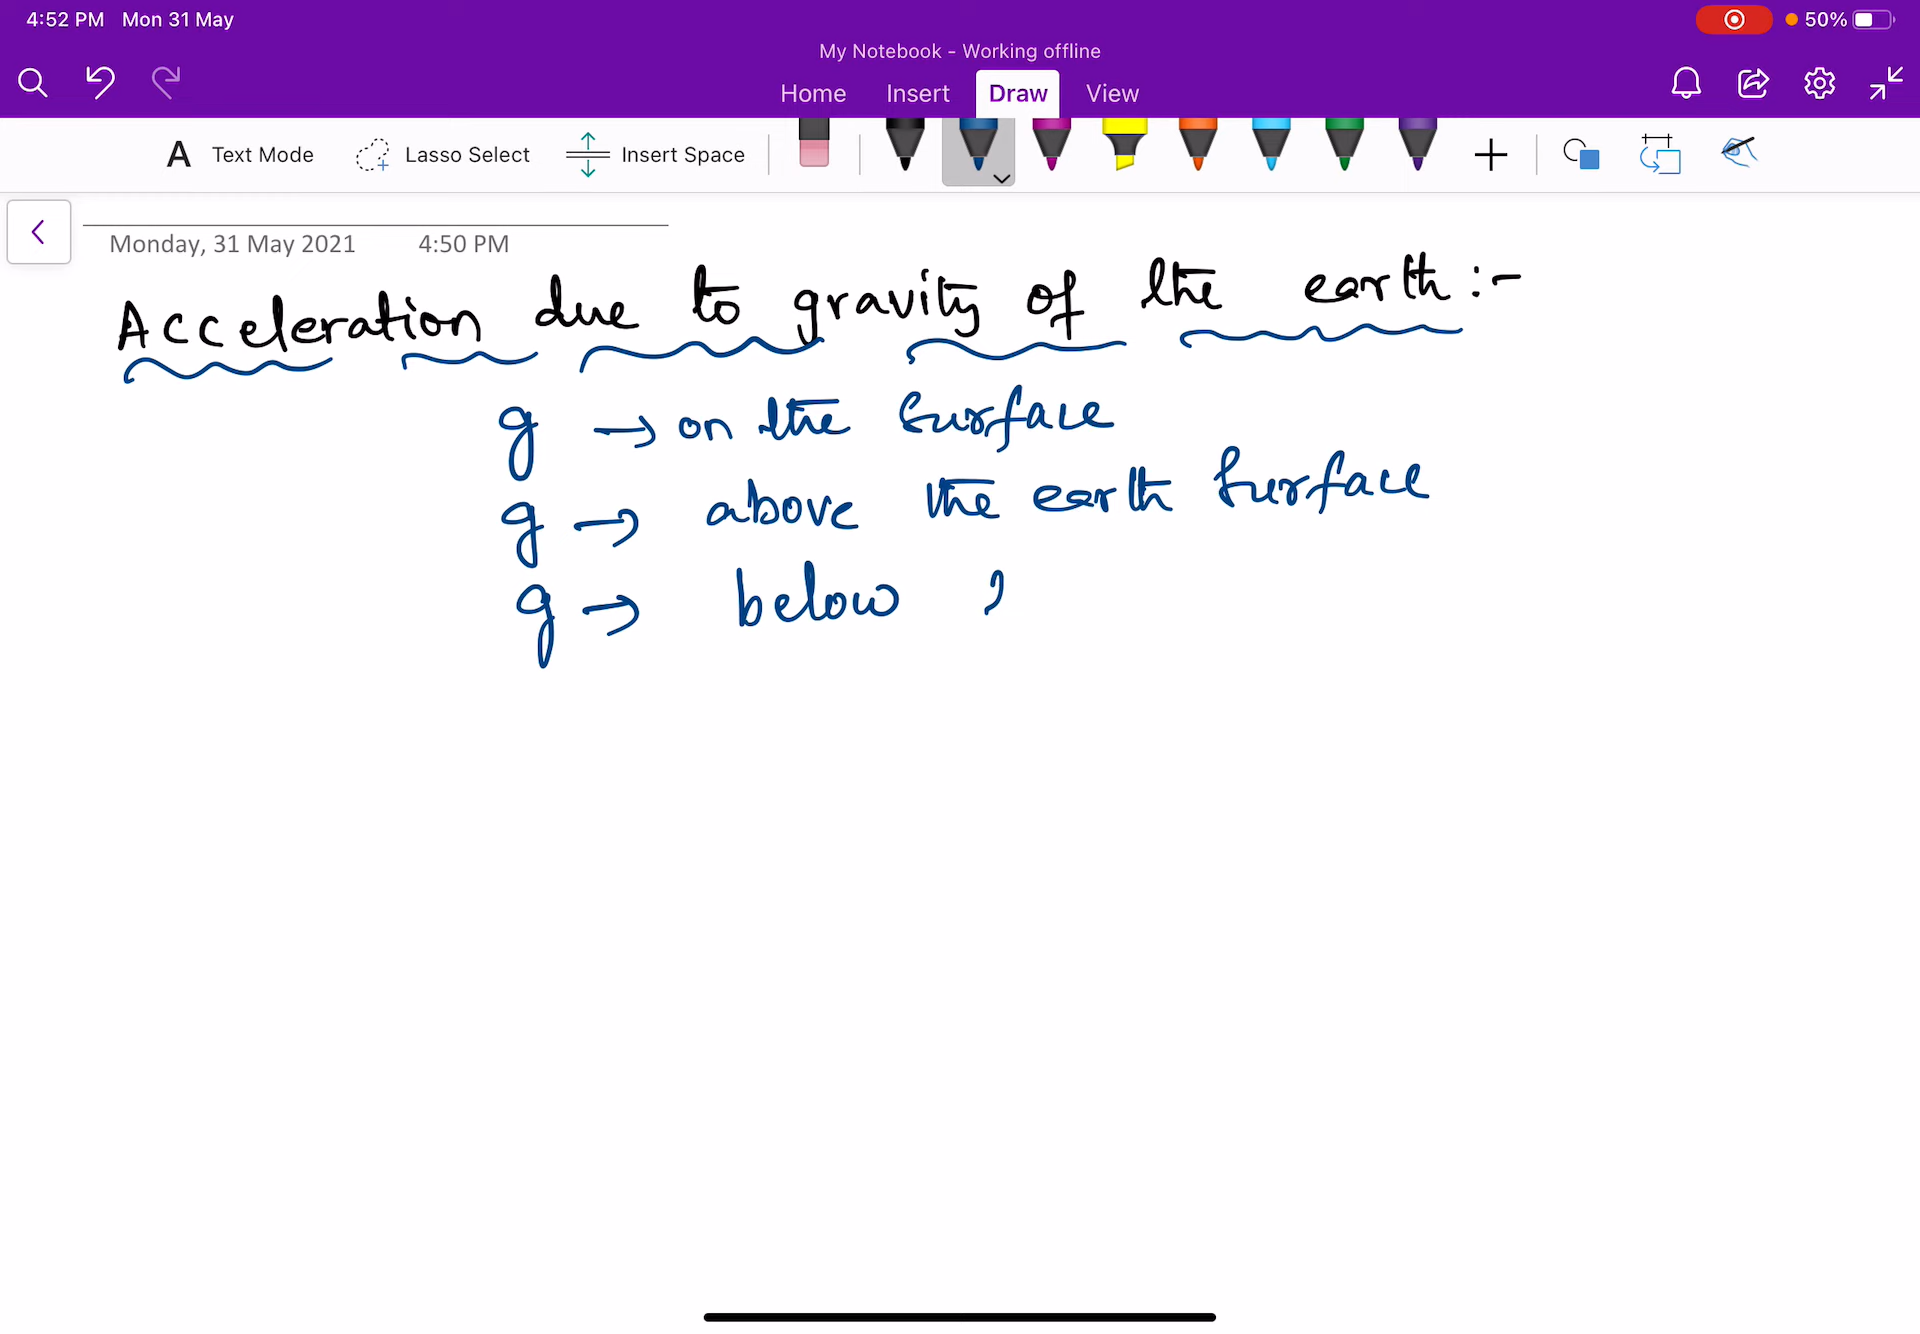 4:52 PM Mon 31 May 50%
My Notebook - Working offline
Home Insert Draw View
A Text Mode Lasso Select Insert Space
Monday, 31 May 2021 4:50 PM
Acceleration due to gravity of the earth :-
g → on the surface
g → above the earth surface
g → below ,